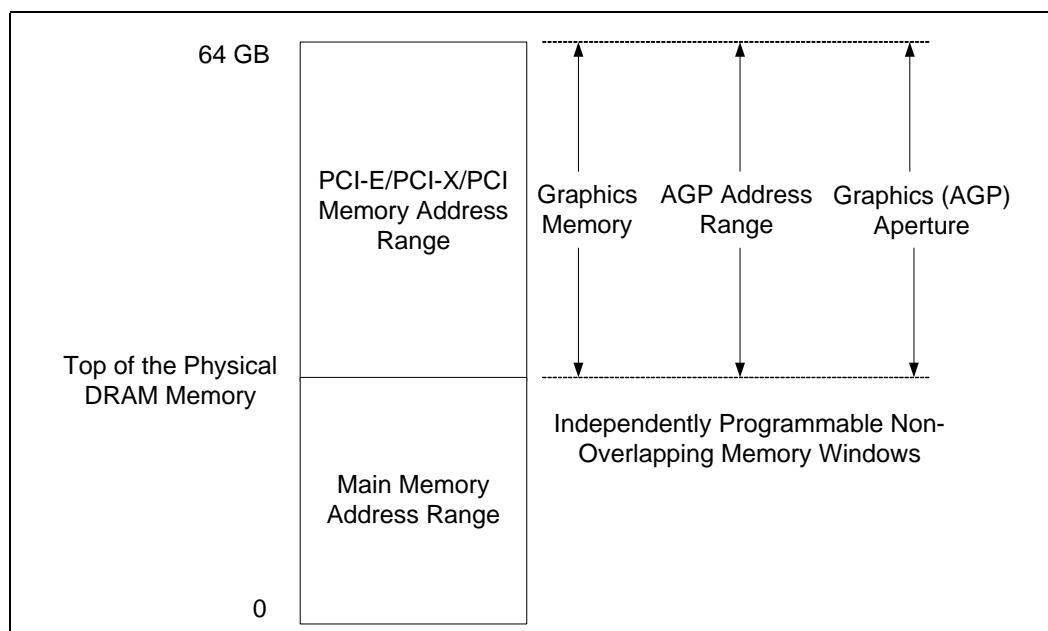 64 GB
PCI-E/PCI-X/PCI
Memory Address
Range
Graphics
Memory
AGP Address
Range
Graphics (AGP)
Aperture
Top of the Physical
DRAM Memory
Independently Programmable Non-
Overlapping Memory Windows
Main Memory
Address Range
0